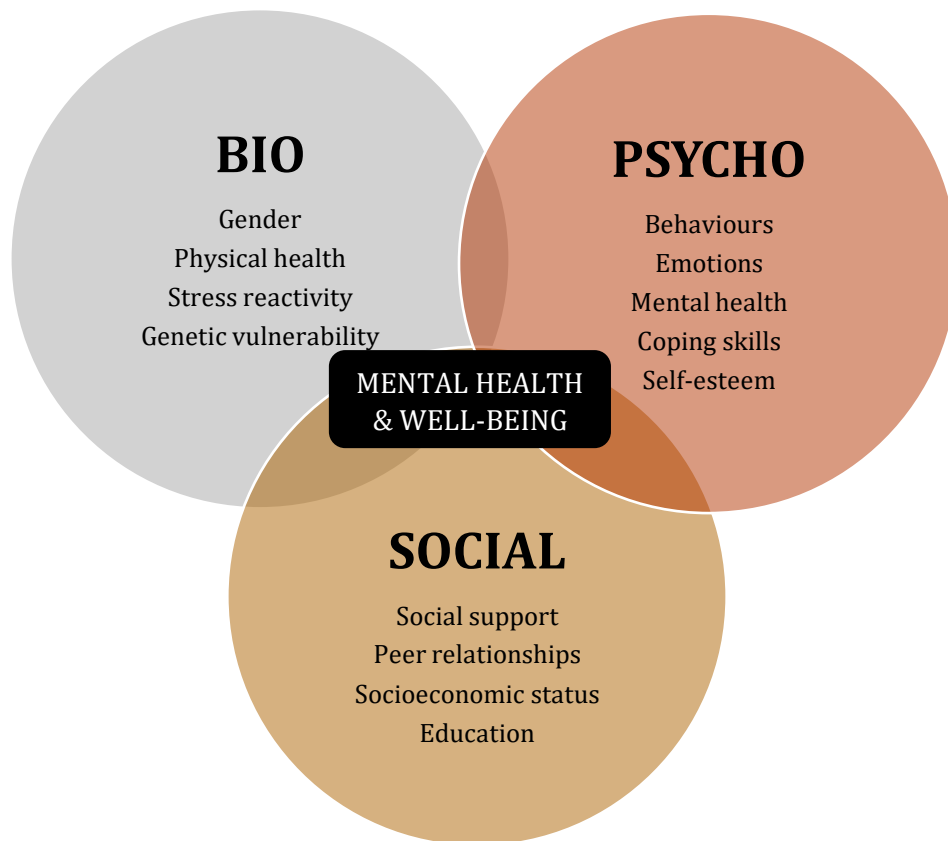 BIO
Gender
Physical health
Stress reactivity
Genetic vulnerability
PSYCHO
Behaviours
Emotions
Mental health
Coping skills
Self-esteem
MENTAL HEALTH
& WELL-BEING
SOCIAL
Social support
Peer relationships
Socioeconomic status
Education